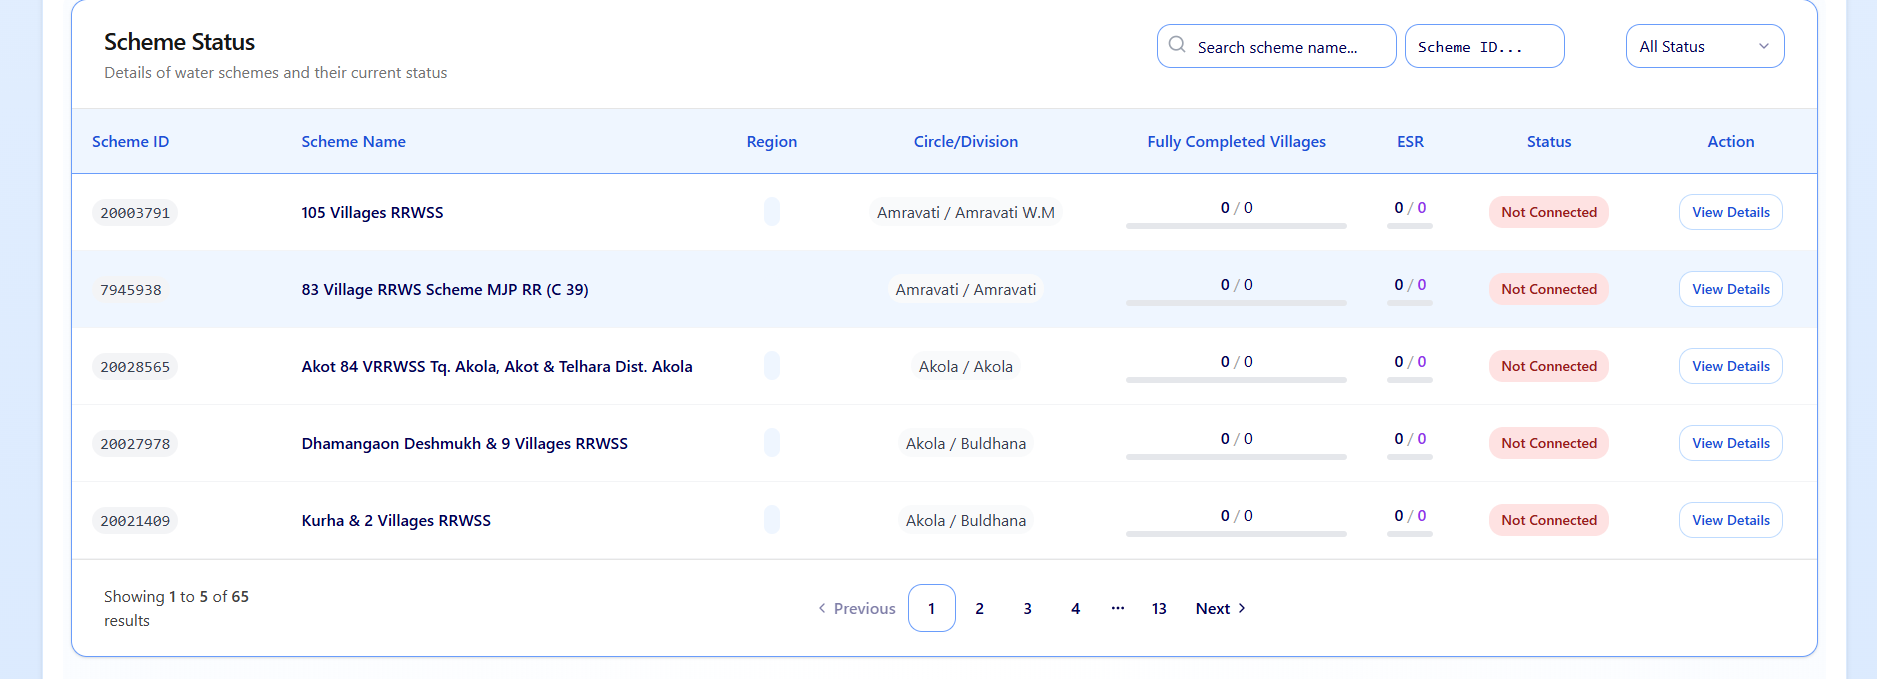 Scheme Status
Details of water schemes and their current status
Search scheme name...
Scheme ID...
All Status
Scheme ID Scheme Name Region Circle/Division Fully Completed Villages ESR Status Action
20003791 105 Villages RRWSS Amravati / Amravati W.M 0 / 0 0 / 0 Not Connected View Details
7945938 83 Village RRWS Scheme MJP RR (C 39) Amravati / Amravati 0 / 0 0 / 0 Not Connected View Details
20028565 Akot 84 VRRWSS Tq. Akola, Akot & Telhara Dist. Akola Akola / Akola 0 / 0 0 / 0 Not Connected View Details
20027978 Dhamangaon Deshmukh & 9 Villages RRWSS Akola / Buldhana 0 / 0 0 / 0 Not Connected View Details
20021409 Kurha & 2 Villages RRWSS Akola / Buldhana 0 / 0 0 / 0 Not Connected View Details
Showing 1 to 5 of 65
results
Previous 1 2 3 4 ... 13 Next